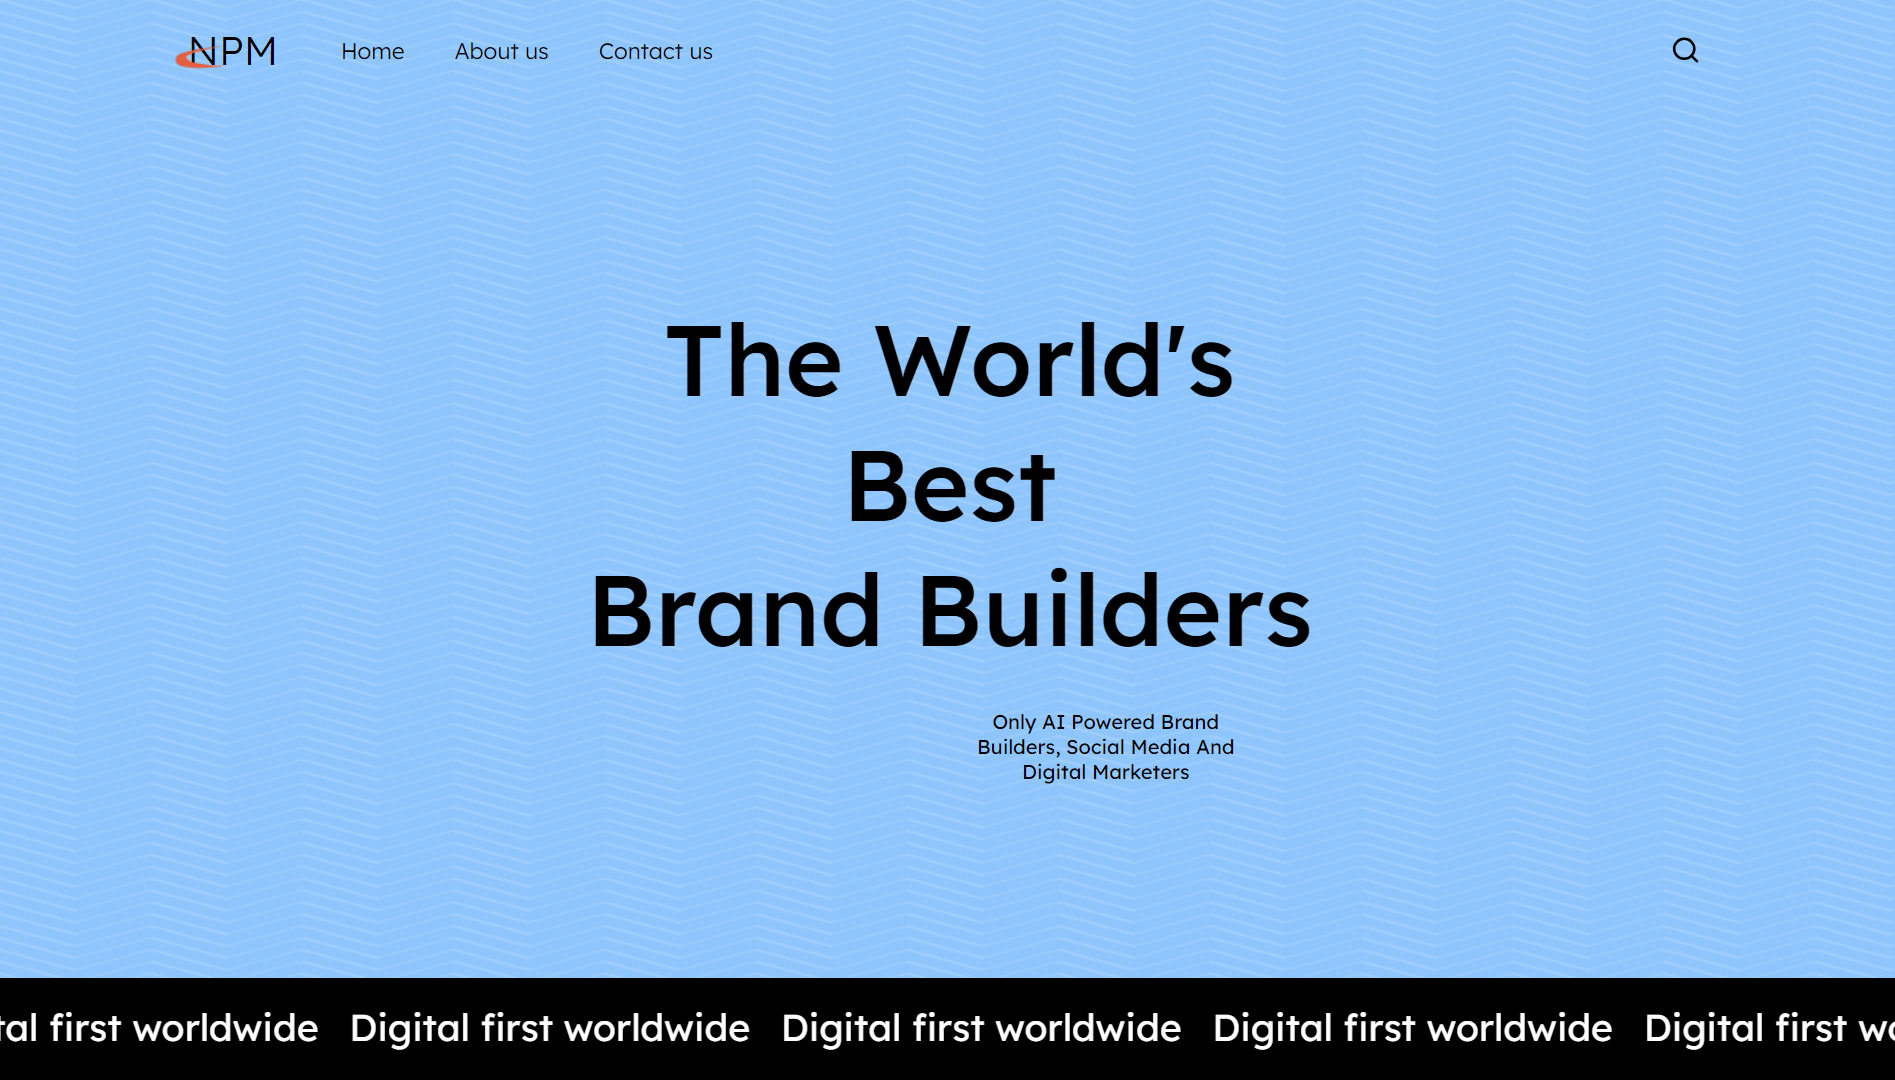 NPM Home About us Contact us
The World's
Best
Brand Builders
Only AI Powered Brand
Builders, Social Media And
Digital Marketers
tal first worldwide Digital first worldwide Digital first worldwide Digital first worldwide Digital first wo